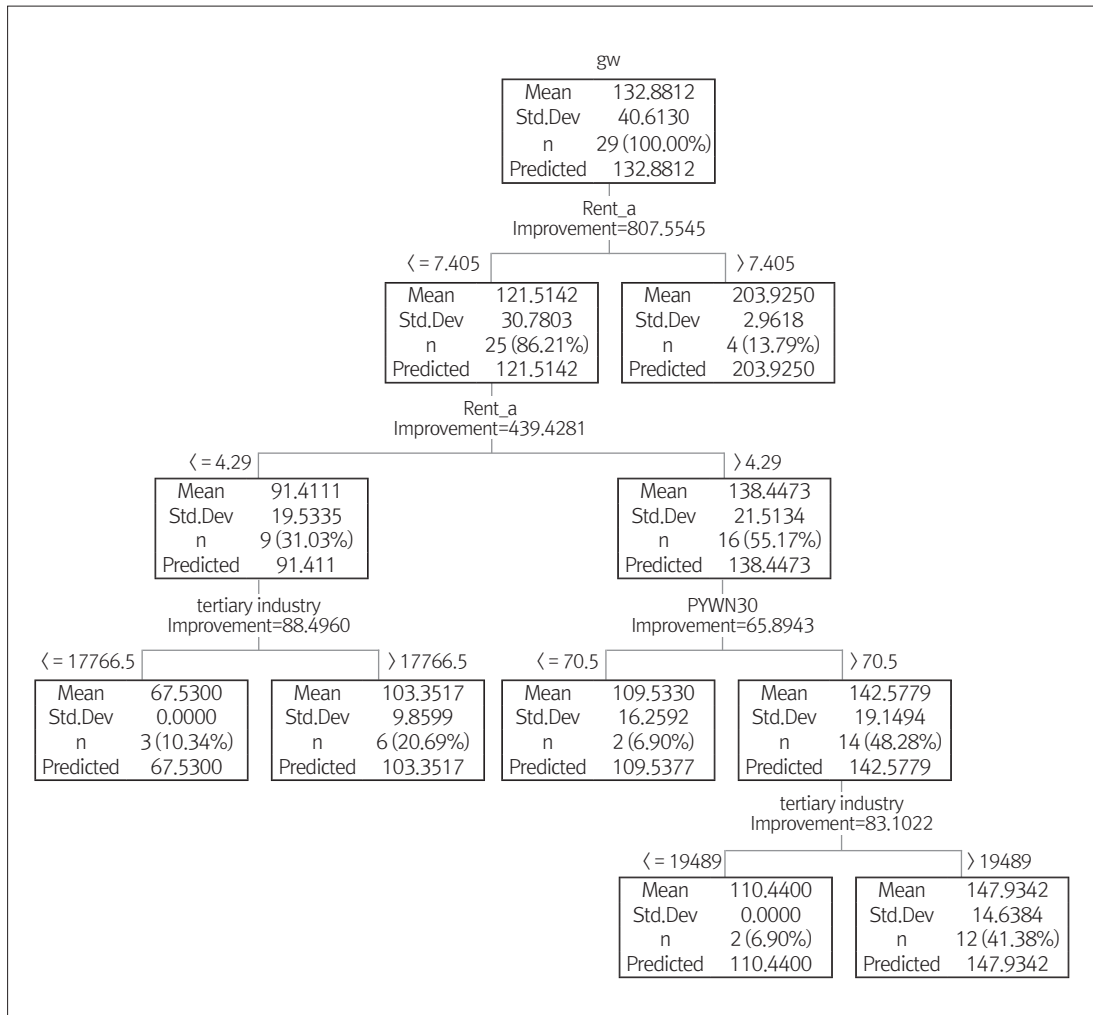 gw
Mean 132.8812
Std.Dev 40.6130
n 29 (100.00%)
Predicted 132.8812
Rent_a
Improvement=807.5545
〈 = 7.405
〉7.405
Mean 121.5142
Std.Dev 30.7803
n 25 (86.21%)
Predicted 121.5142
Mean 203.9250
Std.Dev 2.9618
n 4 (13.79%)
Predicted 203.9250
Rent_a
Improvement=439.4281
〈 = 4.29
〉4.29
Mean 91.4111
Std.Dev 19.5335
n 9 (31.03%)
Predicted 91.411
Mean 138.4473
Std.Dev 21.5134
n 16 (55.17%)
Predicted 138.4473
tertiary industry
Improvement=88.4960
PYWN30
Improvement=65.8943
〈 = 17766.5
〉17766.5
〈 = 70.5
〉70.5
Mean 67.5300
Std.Dev 0.0000
n 3 (10.34%)
Predicted 67.5300
Mean 103.3517
Std.Dev 9.8599
n 6 (20.69%)
Predicted 103.3517
Mean 109.5330
Std.Dev 16.2592
n 2 (6.90%)
Predicted 109.5377
Mean 142.5779
Std.Dev 19.1494
n 14 (48.28%)
Predicted 142.5779
tertiary industry
Improvement=83.1022
〈 = 19489
〉19489
Mean 110.4400
Std.Dev 0.0000
n 2 (6.90%)
Predicted 110.4400
Mean 147.9342
Std.Dev 14.6384
n 12 (41.38%)
Predicted 147.9342